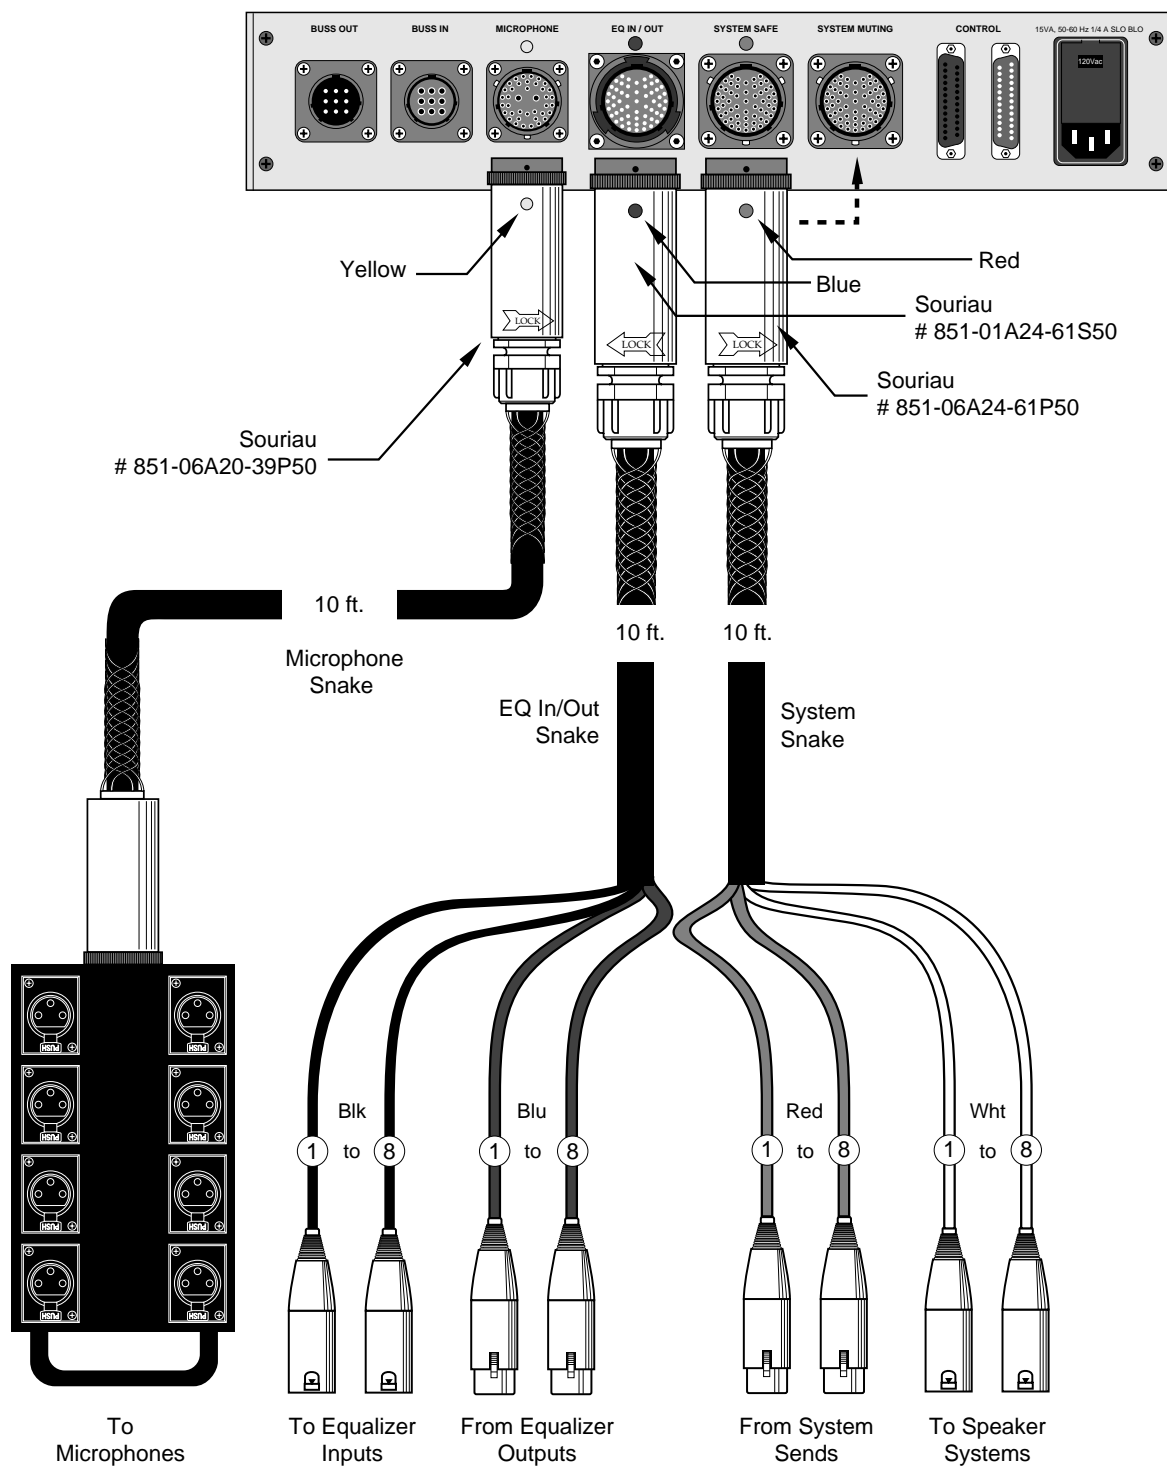 BUSS OUT
BUSS IN
MICROPHONE
EQ IN / OUT
SYSTEM SAFE
SYSTEM MUTING
CONTROL
15VA, 50-60 Hz 1/4 A SLO BLO
120Vac
Yellow
Blue
Red
Souriau
# 851-01A24-61S50
LOCK
LOCK
LOCK
Souriau
# 851-06A24-61P50
Souriau
# 851-06A20-39P50
10 ft.
10 ft.
10 ft.
Microphone
Snake
EQ In/Out
Snake
System
Snake
PUSH
PUSH
PUSH
PUSH
PUSH
PUSH
PUSH
PUSH
Blk
1 to 8
Blu
1 to 8
Red
1 to 8
Wht
1 to 8
To
Microphones
To Equalizer
Inputs
From Equalizer
Outputs
From System
Sends
To Speaker
Systems